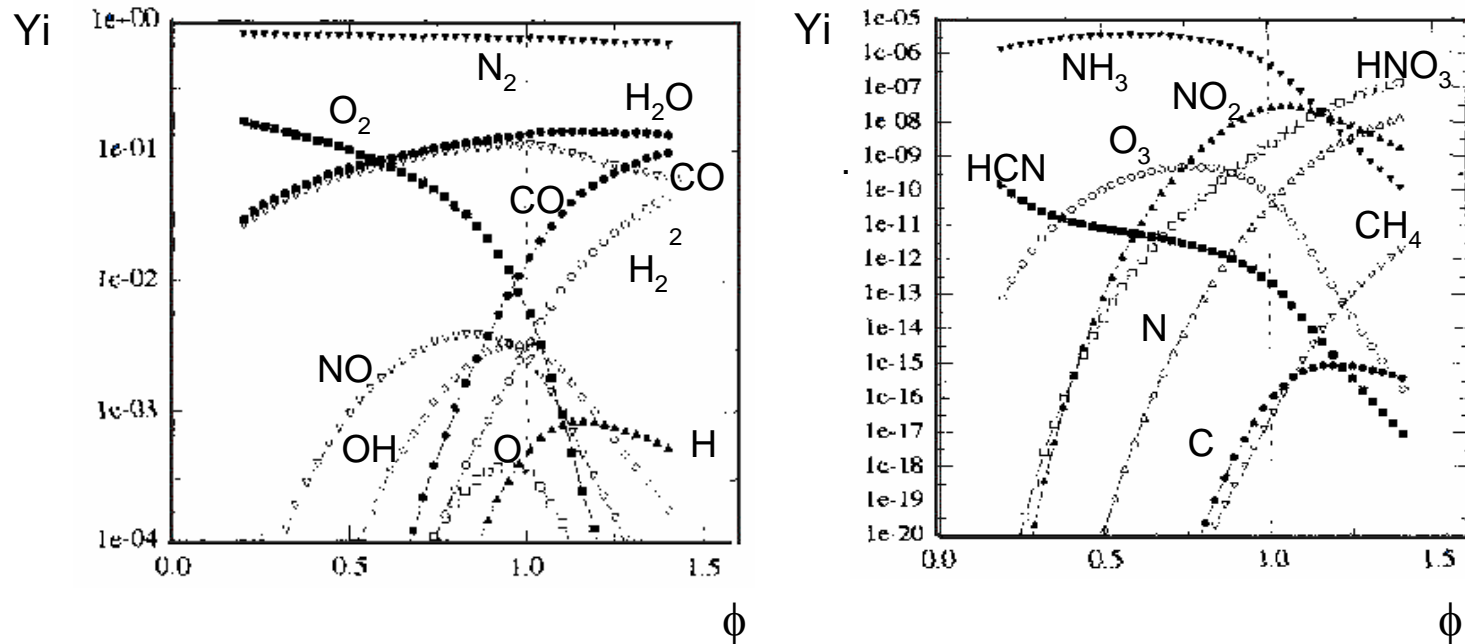 Yi
1e+00
1e-01
1e-02
1e-03
1e-04
0.0 0.5 1.0 1.5
ϕ
N2
O2
H2O
CO
CO
2
H2
NO
OH
O
H
Yi
1e-05
1e-06
1e-07
1e-08
1e-09
1e-10
1e-11
1e-12
1e-13
1e-14
1e-15
1e-16
1e-17
1e-18
1e-19
1e-20
0.0 0.5 1.0 1.5
ϕ
NH3
HNO3
NO2
O3
HCN
CH4
N
C